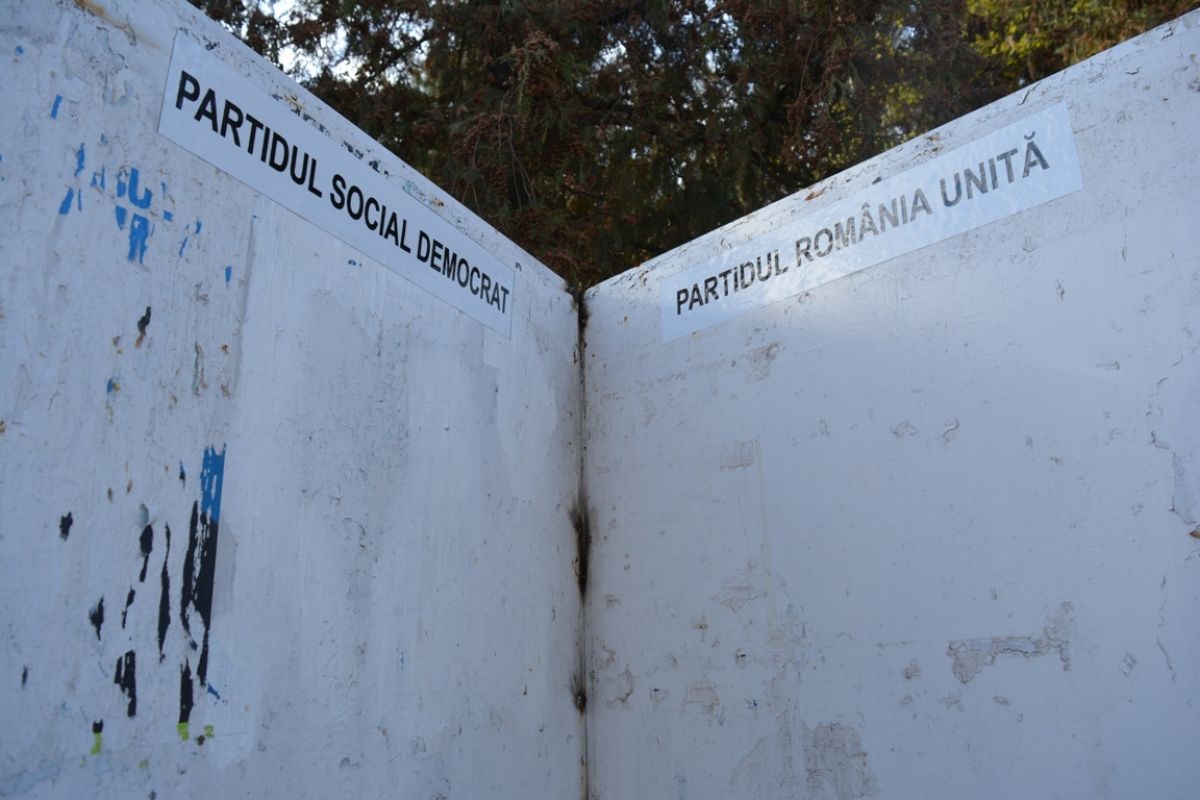 PARTIDUL SOCIAL DEMOCRAT
PARTIDUL ROMÂNIA UNITĂ